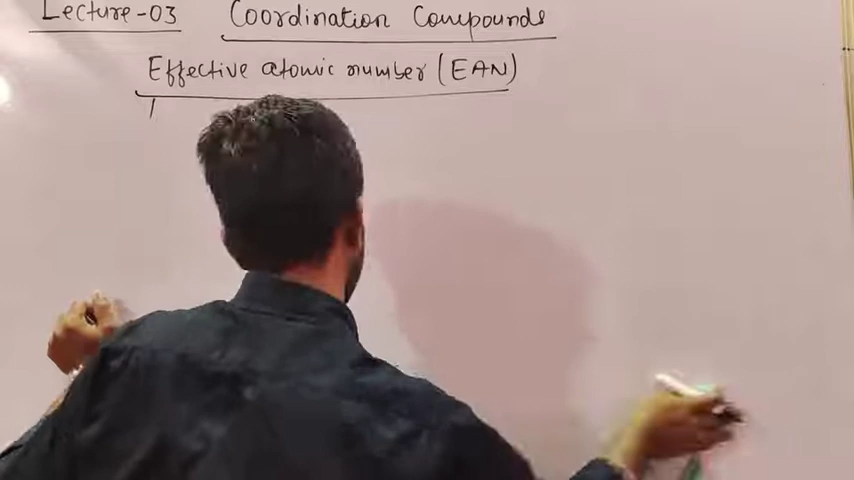 Lecture-03 Coordination Compounds
Effective atomic number (EAN)